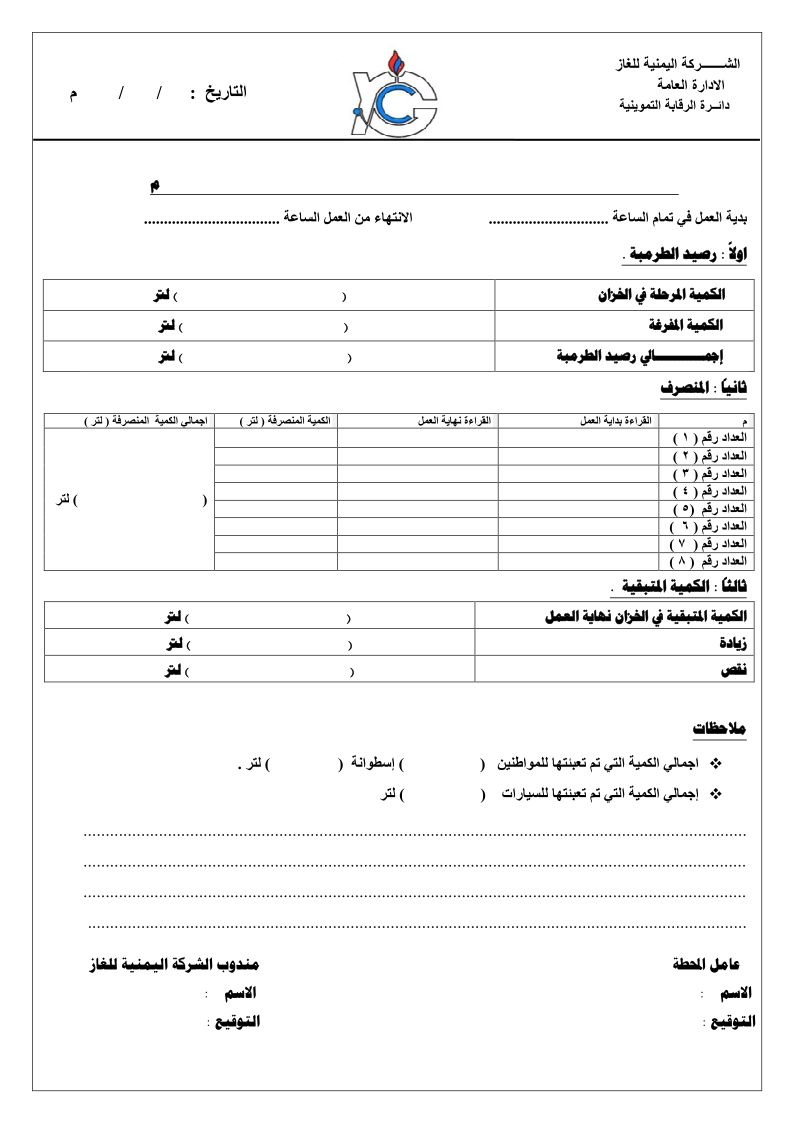 الشـــــركة اليمنية للغاز
الادارة العامة
دائـرة الرقابة التموينية
التاريخ : / / م
YGC
م
بدية العمل في تمام الساعة .............................. الانتهاء من العمل الساعة ..................................
اولاً : رصيد الطرمبة .
الكمية المرحلة في الخزان ( ) لتر
الكمية المفرغة ( ) لتر
إجمـــــــــــالي رصيد الطرمبة ( ) لتر
ثانياً : المنصرف
م القراءة بداية العمل القراءة نهاية العمل الكمية المنصرفة ( لتر ) اجمالي الكمية المنصرفة ( لتر )
العداد رقم ( ١ )
العداد رقم ( ٢ )
العداد رقم ( ٣ )
العداد رقم ( ٤ )
( ) لتر
العداد رقم ( ٥ )
العداد رقم ( ٦ )
العداد رقم ( ٧ )
العداد رقم ( ٨ )
ثالثاً : الكمية المتبقية .
الكمية المتبقية في الخزان نهاية العمل ( ) لتر
زيادة ( ) لتر
نقص ( ) لتر
ملاحظات
❖ اجمالي الكمية التي تم تعبئتها للمواطنين ( ) إسطوانة ( ) لتر .
❖ إجمالي الكمية التي تم تعبئتها للسيارات ( ) لتر
................................................................................
................................................................................
................................................................................
................................................................................
عامل المحطة مندوب الشركة اليمنية للغاز
الاسم : الاسم :
التوقيع : التوقيع :